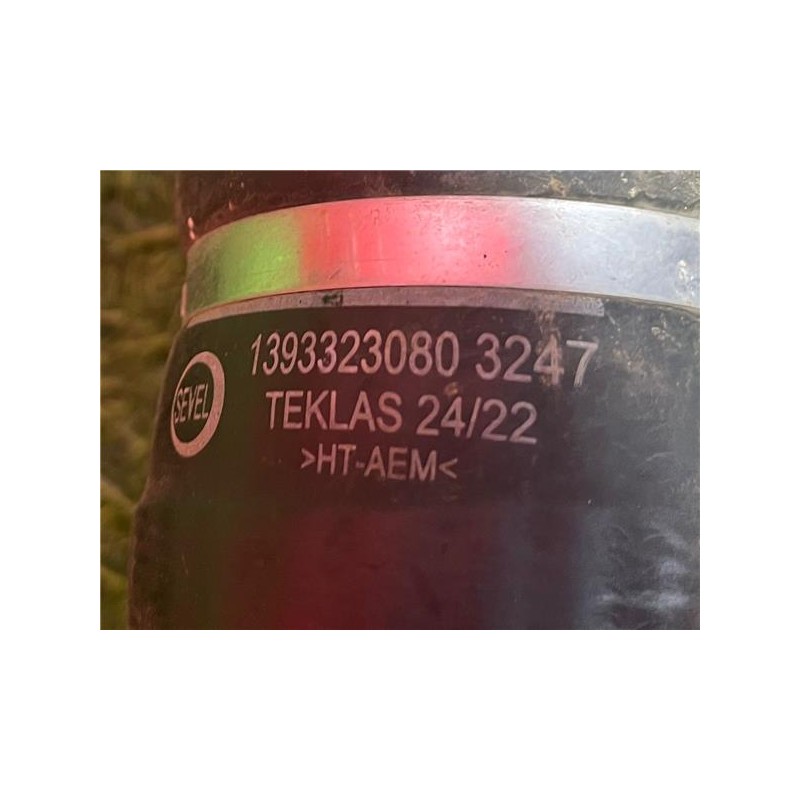 SEVEL
1393323080 3247
TEKLAS 24/22
>HT-AEM<